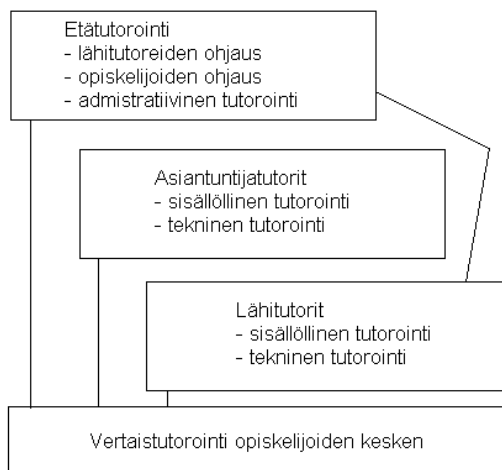 Etätutorointi
- lähitutoreiden ohjaus
- opiskelijoiden ohjaus
- admistratiivinen tutorointi
Asiantuntijatutorit
- sisällöllinen tutorointi
- tekninen tutorointi
Lähitutorit
- sisällöllinen tutorointi
- tekninen tutorointi
Vertaistutorointi opiskelijoiden kesken